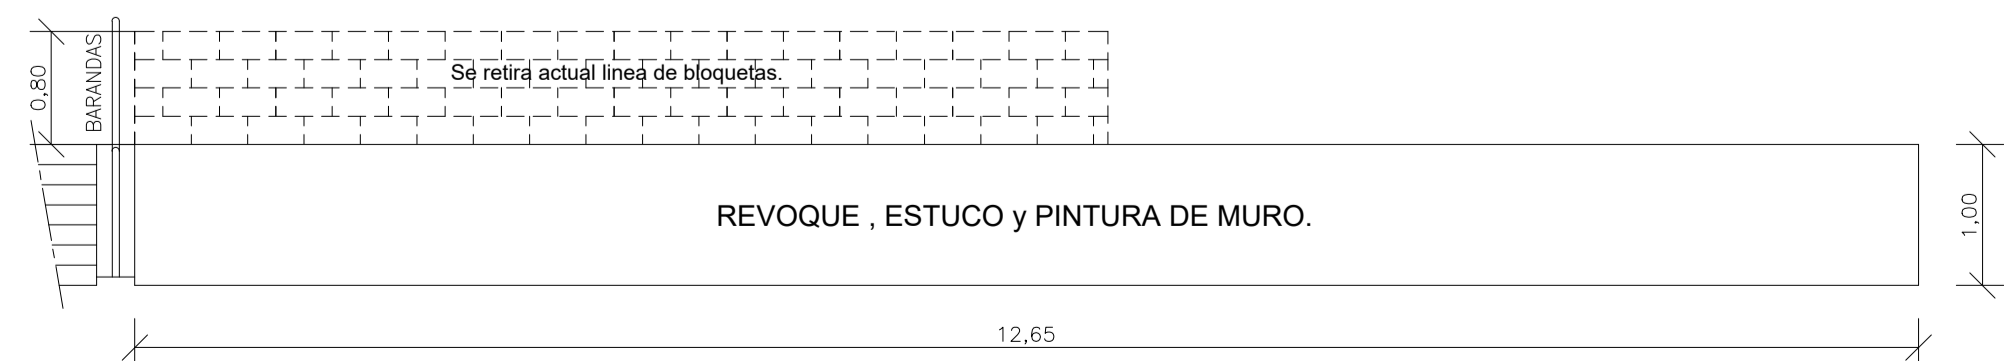 0,80
BARANDAS
Se retira actual linea de bloquetas.
REVOQUE , ESTUCO y PINTURA DE MURO.
1,00
12,65